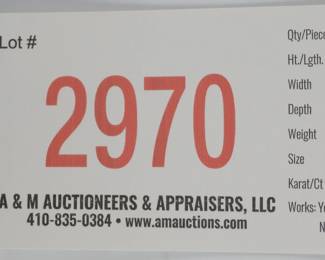 Lot #
2970
A & M AUCTIONEERS & APPRAISERS, LLC
410-835-0384 • www.amauctions.com
Qty/Piece
Ht./Lgth.
Width
Depth
Weight
Size
Karat/Ct
Works: